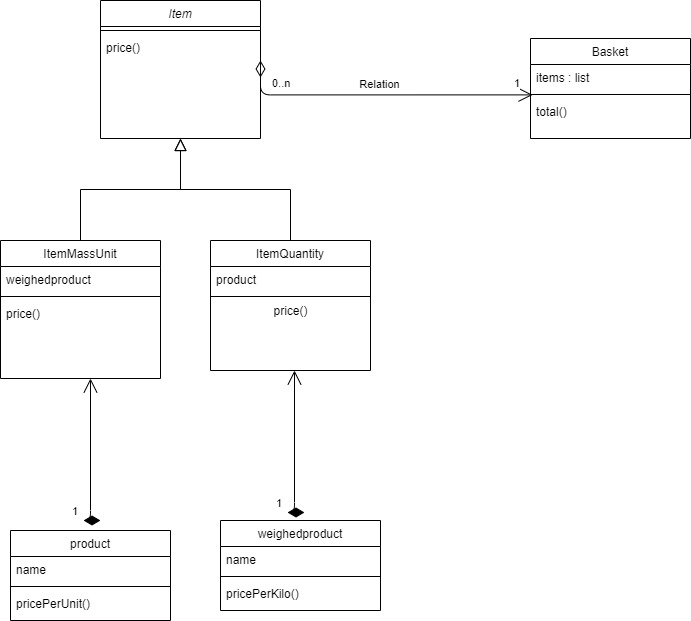 Item
price()
0..n
Relation
1
Basket
items : list
total()
ItemMassUnit
weighedproduct
price()
ItemQuantity
product
price()
1
product
name
pricePerUnit()
1
weighedproduct
name
pricePerKilo()